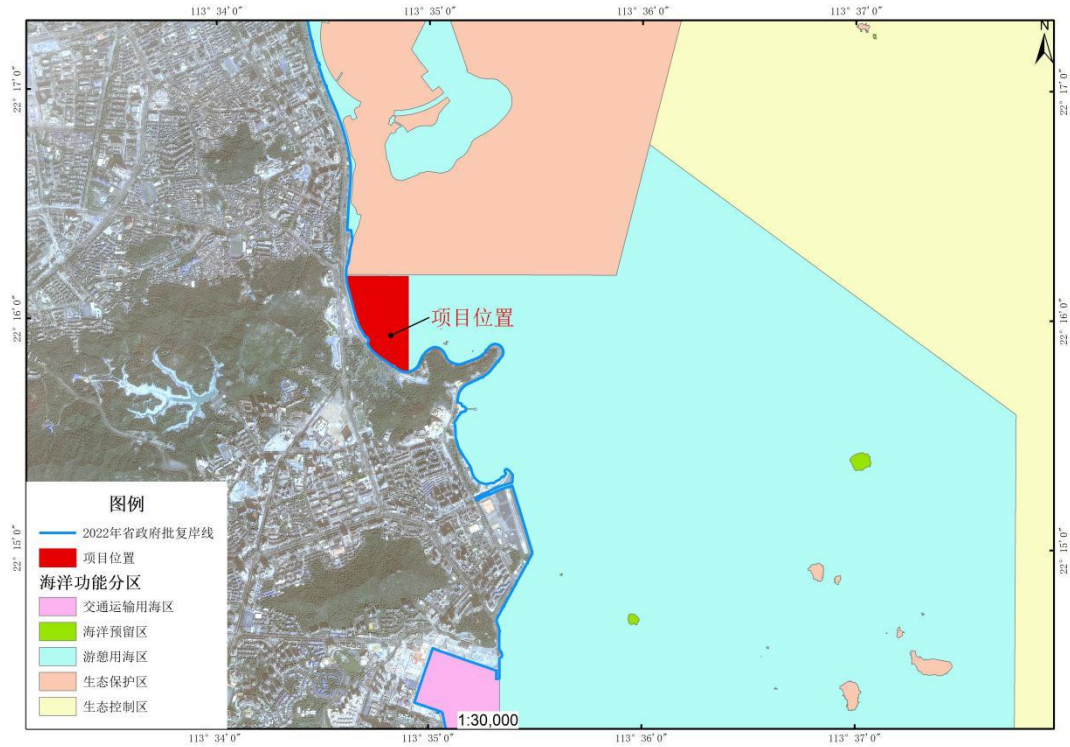 113° 34′ 0″
113° 35′ 0″
113° 36′ 0″
113° 37′ 0″
N
22° 17′ 0″
22° 17′ 0″
22° 16′ 0″
22° 16′ 0″
项目位置
22° 15′ 0″
22° 15′ 0″
图例
2022年省政府批复岸线
项目位置
海洋功能分区
交通运输用海区
海洋预留区
游憩用海区
生态保护区
生态控制区
1:30,000
113° 34′ 0″
113° 35′ 0″
113° 36′ 0″
113° 37′ 0″